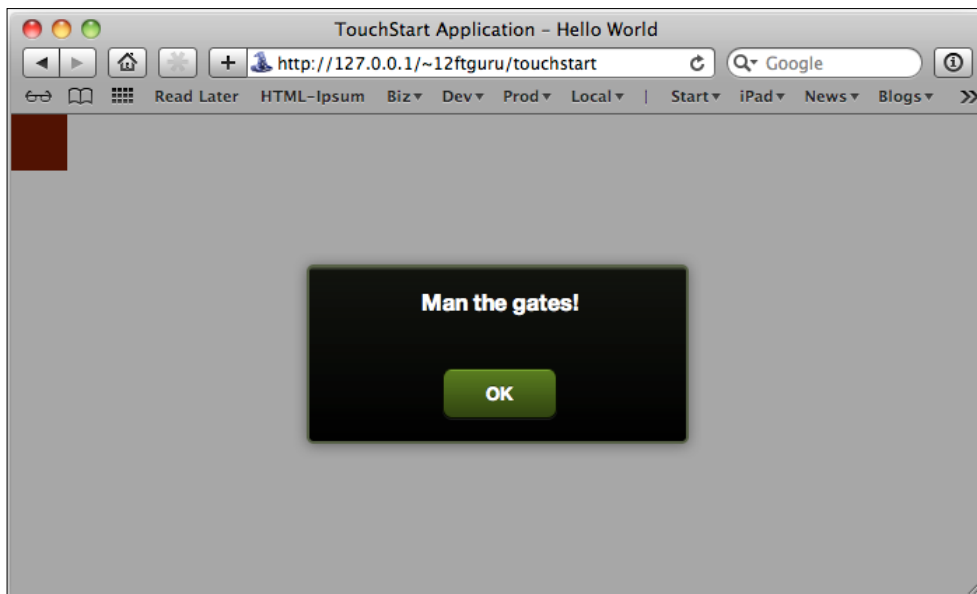 TouchStart Application – Hello World
http://127.0.0.1/~12ftguru/touchstart
Google
Read Later HTML-Ipsum Biz Dev Prod Local | Start iPad News Blogs
Man the gates!
OK